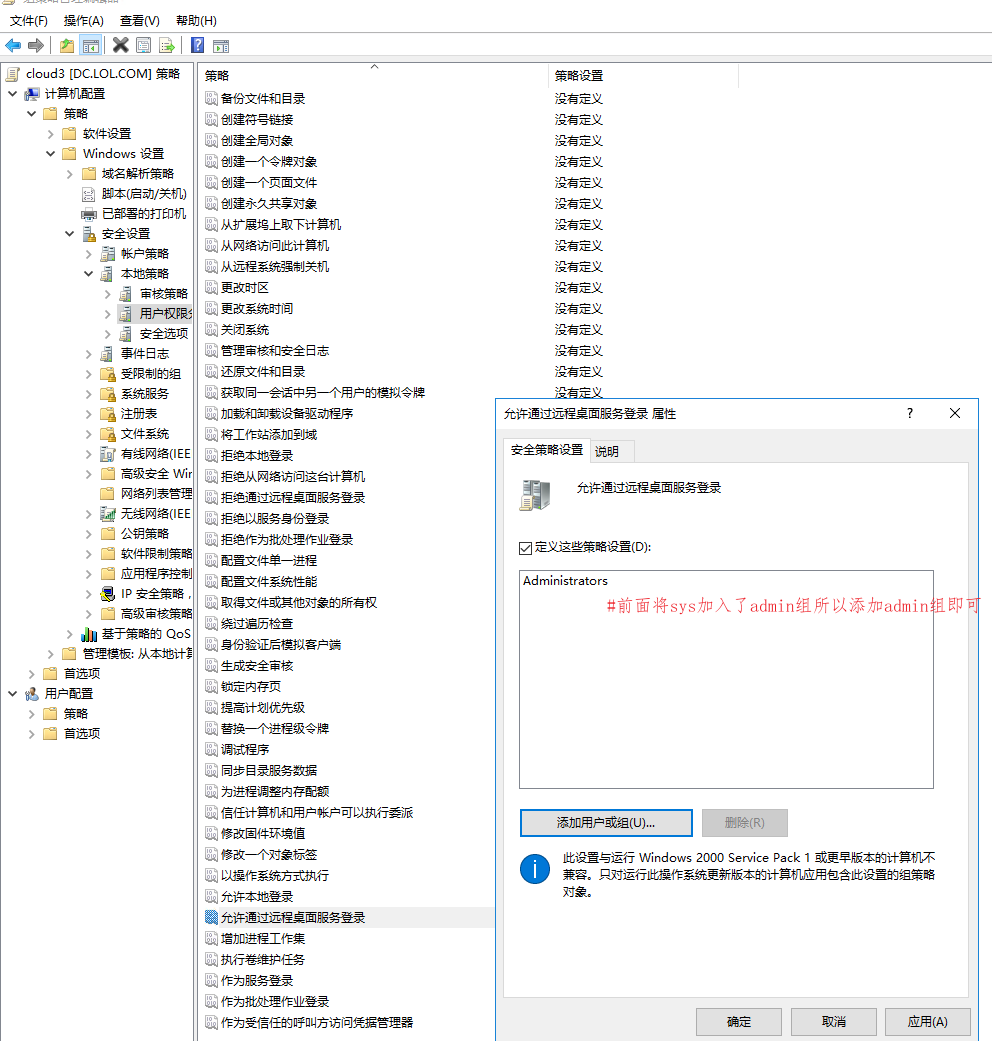 文件(F) 操作(A) 查看(V) 帮助(H)
cloud3 [DC.LOL.COM] 策略
计算机配置
策略
软件设置
Windows 设置
域名解析策略
脚本(启动/关机)
已部署的打印机
安全设置
帐户策略
本地策略
审核策略
用户权限
安全选项
事件日志
受限制的组
系统服务
注册表
文件系统
有线网络(IEE
高级安全 Wir
网络列表管理
无线网络(IEE
公钥策略
软件限制策略
应用程序控制
IP 安全策略，
高级审核策略
基于策略的 QoS
管理模板: 从本地计算
首选项
用户配置
策略
首选项
策略 策略设置
备份文件和目录 没有定义
创建符号链接 没有定义
创建全局对象 没有定义
创建一个令牌对象 没有定义
创建一个页面文件 没有定义
创建永久共享对象 没有定义
从扩展坞上取下计算机 没有定义
从网络访问此计算机 没有定义
从远程系统强制关机 没有定义
更改时区 没有定义
更改系统时间 没有定义
关闭系统 没有定义
管理审核和安全日志 没有定义
还原文件和目录 没有定义
获取同一会话中另一个用户的模拟令牌 没有定义
加载和卸载设备驱动程序
将工作站添加到域
拒绝本地登录
拒绝从网络访问这台计算机
拒绝通过远程桌面服务登录
拒绝以服务身份登录
拒绝作为批处理作业登录
配置文件单一进程
配置文件系统性能
取得文件或其他对象的所有权
绕过遍历检查
身份验证后模拟客户端
生成安全审核
锁定内存页
提高计划优先级
替换一个进程级令牌
调试程序
同步目录服务数据
为进程调整内存配额
信任计算机和用户帐户可以执行委派
修改固件环境值
修改一个对象标签
以操作系统方式执行
允许本地登录
允许通过远程桌面服务登录
增加进程工作集
执行卷维护任务
作为服务登录
作为批处理作业登录
作为受信任的呼叫方访问凭据管理器
允许通过远程桌面服务登录 属性 ?
安全策略设置 说明
允许通过远程桌面服务登录
定义这些策略设置(D):
Administrators
#前面将sys加入了admin组所以添加admin组即可
添加用户或组(U)... 删除(R)
此设置与运行 Windows 2000 Service Pack 1 或更早版本的计算机不
兼容。只对运行此操作系统更新版本的计算机应用包含此设置的组策略
对象。
确定 取消 应用(A)